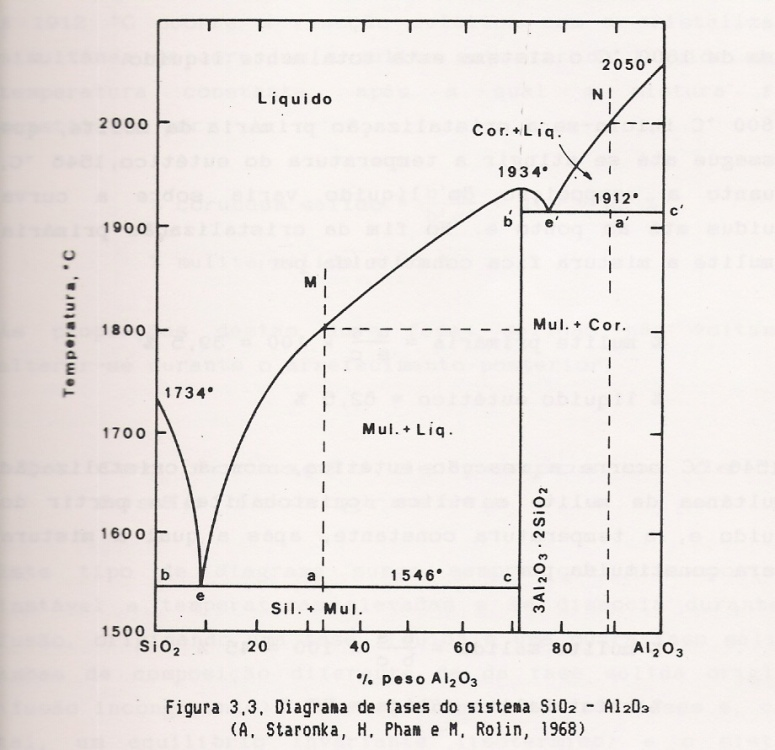 2050°
N
Líquido
2000
Cor.+Líq.
1934°
1912°
1900
b' e' a' c'
M
Temperatura, °C
1800
Mul.+ Cor.
1734°
Mul.+ Líq.
1700
3Al₂O₃·2SiO₂
1600
b a 1546° c
e
Sil.+ Mul.
1500
SiO₂ 20 40 60 80 Al₂O₃
% peso Al₂O₃
Figura 3,3, Diagrama de fases do sistema SiO₂ - Al₂O₃
(A, Staronka, H, Pham e M, Rolin, 1968)